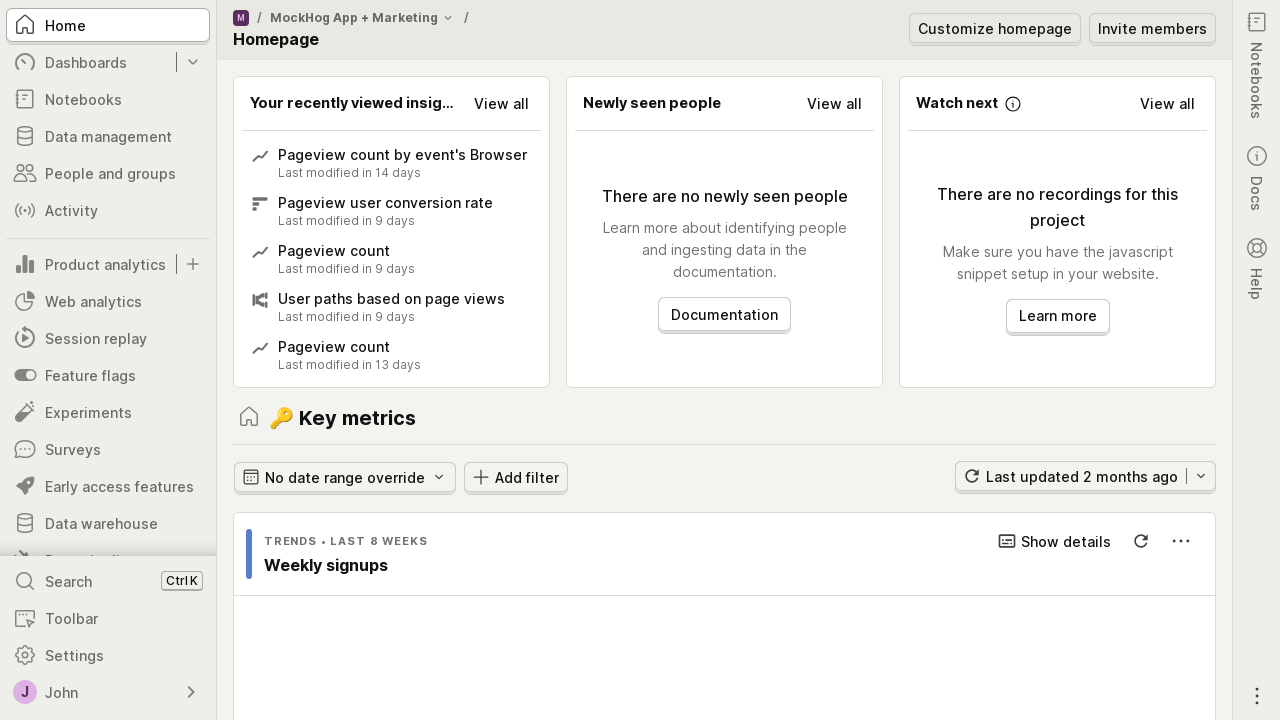 Home
Dashboards
Notebooks
Data management
People and groups
Activity
Product analytics
Web analytics
Session replay
Feature flags
Experiments
Surveys
Early access features
Data warehouse
Search Ctrl K
Toolbar
Settings
J John
M / MockHog App + Marketing /
Homepage
Customize homepage
Invite members
Your recently viewed insig... View all
Pageview count by event's Browser
Last modified in 14 days
Pageview user conversion rate
Last modified in 9 days
Pageview count
Last modified in 9 days
User paths based on page views
Last modified in 9 days
Pageview count
Last modified in 13 days
Newly seen people View all
There are no newly seen people
Learn more about identifying people
and ingesting data in the
documentation.
Documentation
Watch next View all
There are no recordings for this
project
Make sure you have the javascript
snippet setup in your website.
Learn more
🔑 Key metrics
No date range override
Add filter
Last updated 2 months ago
TRENDS • LAST 8 WEEKS
Weekly signups
Show details
Notebooks
Docs
Help